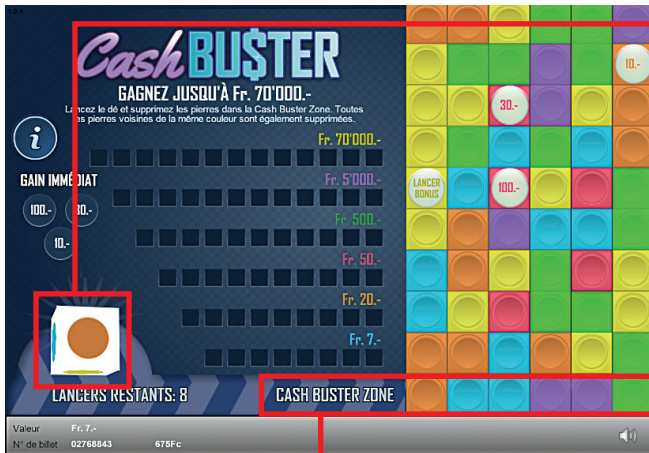 Cash BU$TER
GAGNEZ JUSQU'À Fr. 70'000.-
Lancez le dé et supprimez les pierres dans la Cash Buster Zone. Toutes
les pierres voisines de la même couleur sont également supprimées.
Fr. 70'000.-
i
GAIN IMMÉDIAT
Fr. 5'000.-
100.- 30.-
10.-
Fr. 500.-
Fr. 50.-
Fr. 20.-
Fr. 7.-
10.-
30.-
LANCER
BONUS
100.-
LANCERS RESTANTS: 8
CASH BUSTER ZONE
Valeur Fr. 7.-
N° de billet 02768843 675Fc